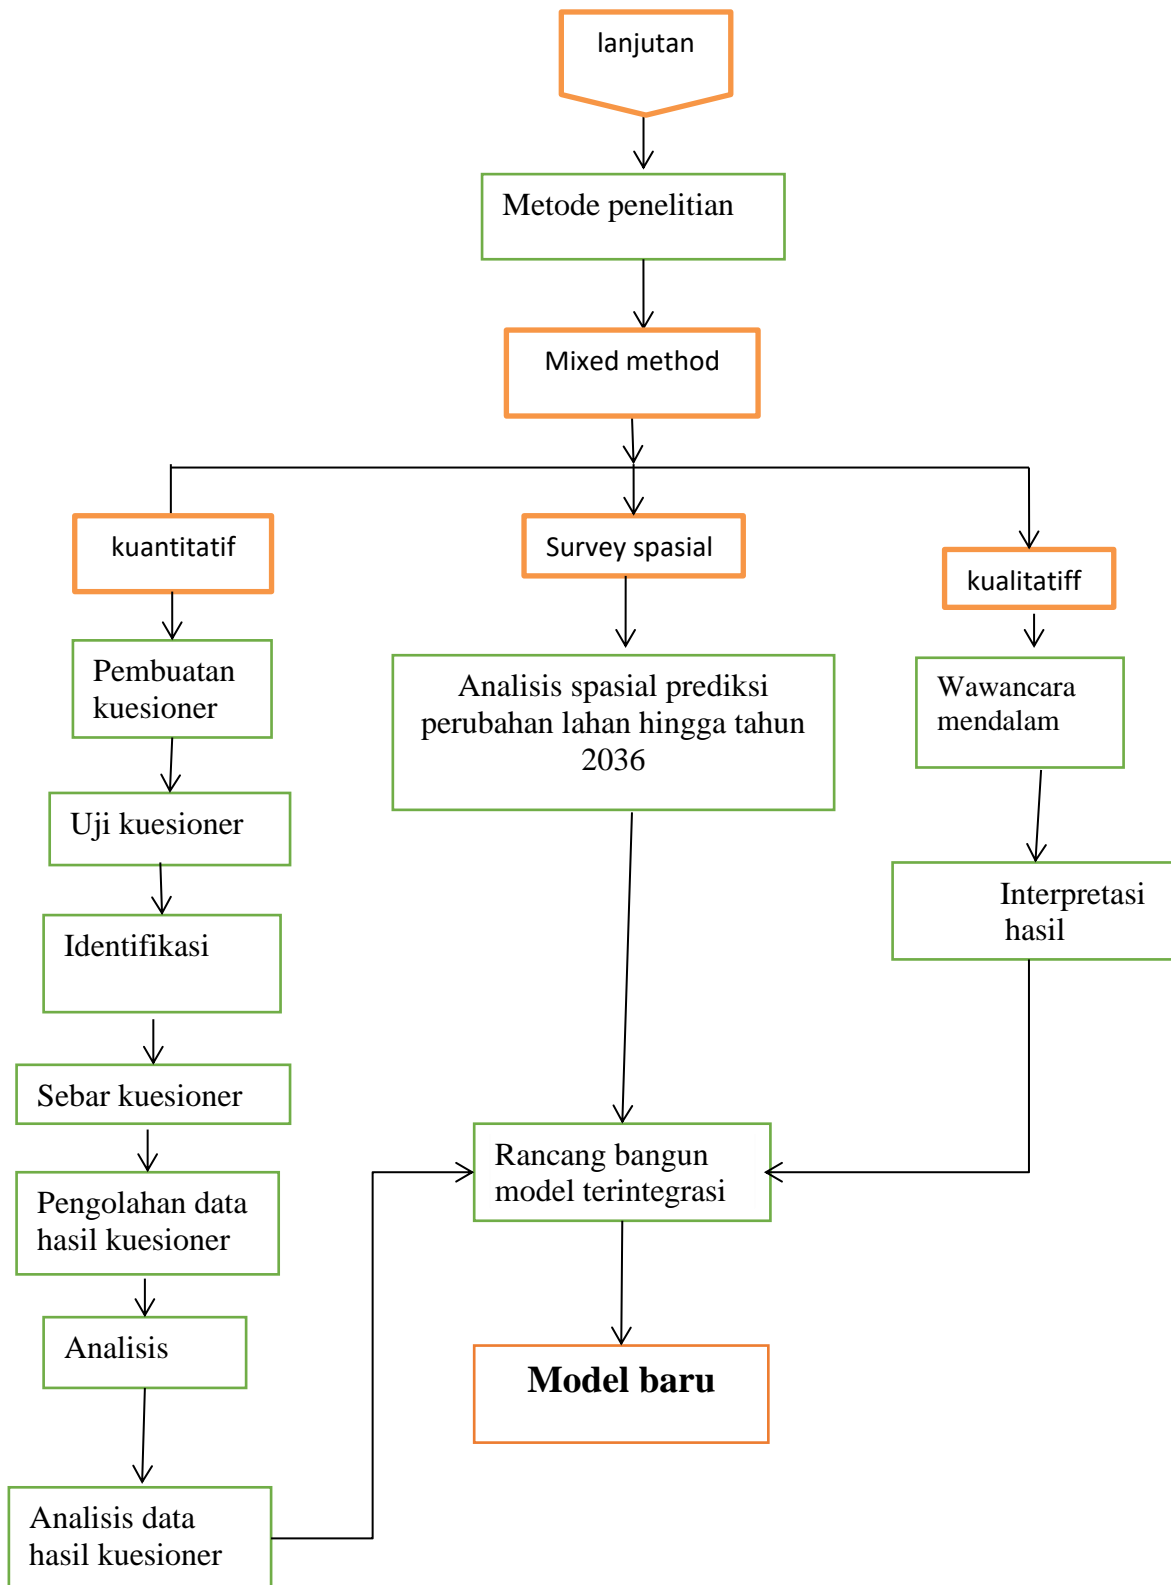 lanjutan
Metode penelitian
Mixed method
kuantitatif
Survey spasial
kualitatiff
Pembuatan
kuesioner
Analisis spasial prediksi
perubahan lahan hingga tahun
2036
Wawancara
mendalam
Uji kuesioner
Interpretasi
hasil
Identifikasi
Sebar kuesioner
Rancang bangun
model terintegrasi
Pengolahan data
hasil kuesioner
Analisis
Model baru
Analisis data
hasil kuesioner